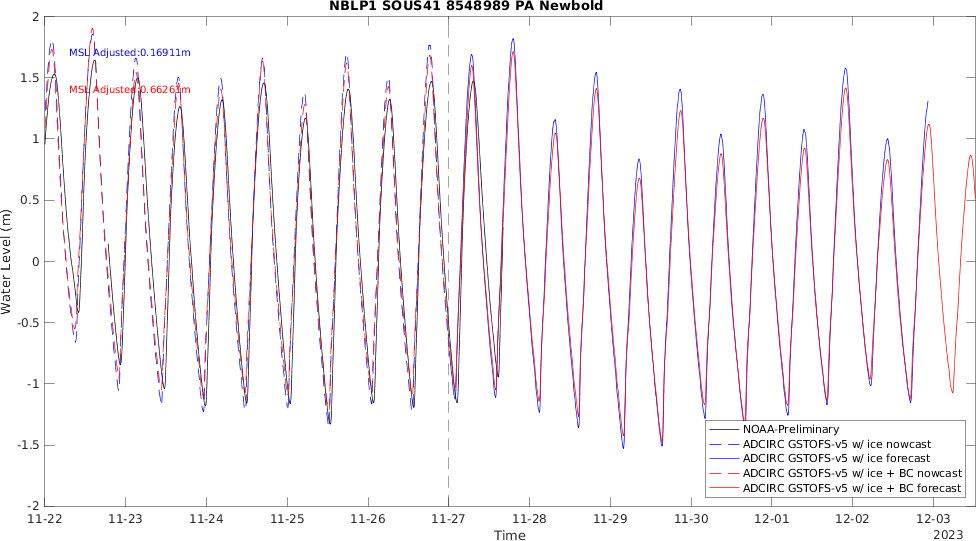 NBLP1 SOUS41 8548989 PA Newbold
2
1.5
1
0.5
0
-0.5
-1
-1.5
-2
Water Level (m)
MSL Adjusted:0.16911m
MSL Adjusted:0.66261m
NOAA-Preliminary
ADCIRC GSTOFS-v5 w/ ice nowcast
ADCIRC GSTOFS-v5 w/ ice forecast
ADCIRC GSTOFS-v5 w/ ice + BC nowcast
ADCIRC GSTOFS-v5 w/ ice + BC forecast
11-22 11-23 11-24 11-25 11-26 11-27 11-28 11-29 11-30 12-01 12-02 12-03
Time
2023